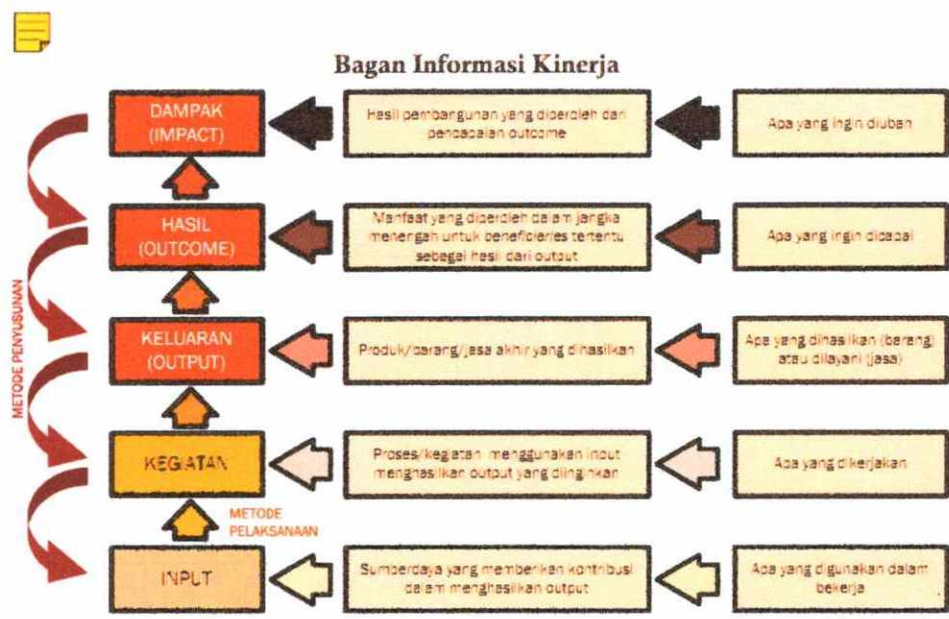 Bagan Informasi Kinerja
DAMPAK
(IMPACT)
Hasil pembangunan yang diperoleh dari
pencapaian outcome
Apa yang ingin diubah
HASIL
(OUTCOME)
Manfaat yang diperoleh dalam jangka
menengah untuk beneficieries tertentu
sebagai hasil dari output
Apa yang ingin dicapai
METODE PENYUSUNAN
KELUARAN
(OUTPUT)
Produk/barang/jasa akhir yang dihasilkan
Apa yang dihasilkan (barang)
atau dilayani (jasa)
KEGIATAN
Proses/kegiatan menggunakan input
menghasilkan output yang diinginkan
Apa yang dikerjakan
METODE
PELAKSANAAN
INPUT
Sumberdaya yang memberikan kontribusi
dalam menghasilkan output
Apa yang digunakan dalam
bekerja